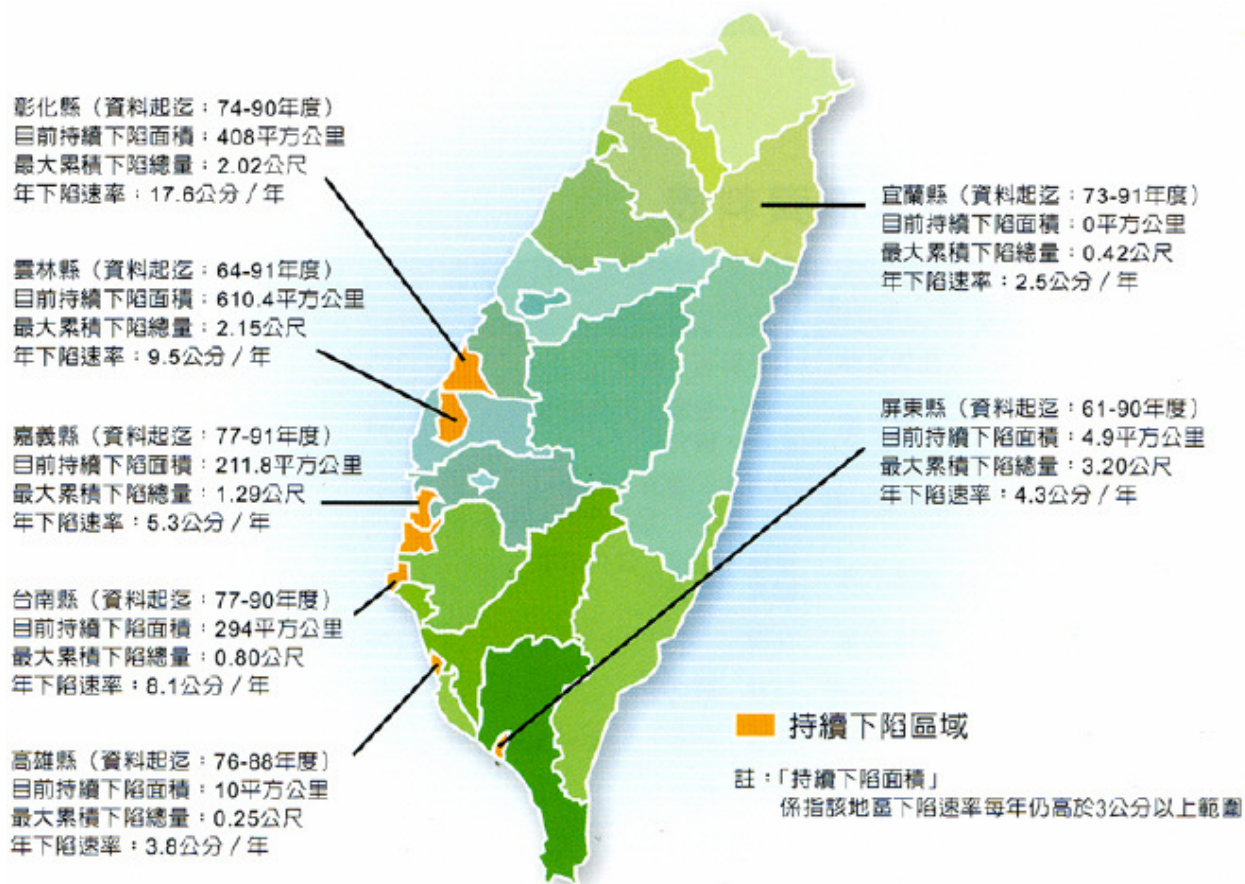 彰化縣（資料起迄：74-90年度）
目前持續下陷面積：408平方公里
最大累積下陷總量：2.02公尺
年下陷速率：17.6公分／年
雲林縣（資料起迄：64-91年度）
目前持續下陷面積：610.4平方公里
最大累積下陷總量：2.15公尺
年下陷速率：9.5公分／年
嘉義縣（資料起迄：77-91年度）
目前持續下陷面積：211.8平方公里
最大累積下陷總量：1.29公尺
年下陷速率：5.3公分／年
台南縣（資料起迄：77-90年度）
目前持續下陷面積：294平方公里
最大累積下陷總量：0.80公尺
年下陷速率：8.1公分／年
高雄縣（資料起迄：76-88年度）
目前持續下陷面積：10平方公里
最大累積下陷總量：0.25公尺
年下陷速率：3.8公分／年
宜蘭縣（資料起迄：73-91年度）
目前持續下陷面積：0平方公里
最大累積下陷總量：0.42公尺
年下陷速率：2.5公分／年
屏東縣（資料起迄：61-90年度）
目前持續下陷面積：4.9平方公里
最大累積下陷總量：3.20公尺
年下陷速率：4.3公分／年
持續下陷區域
註：「持續下陷面積」
係指該地區下陷速率每年仍高於3公分以上範圍